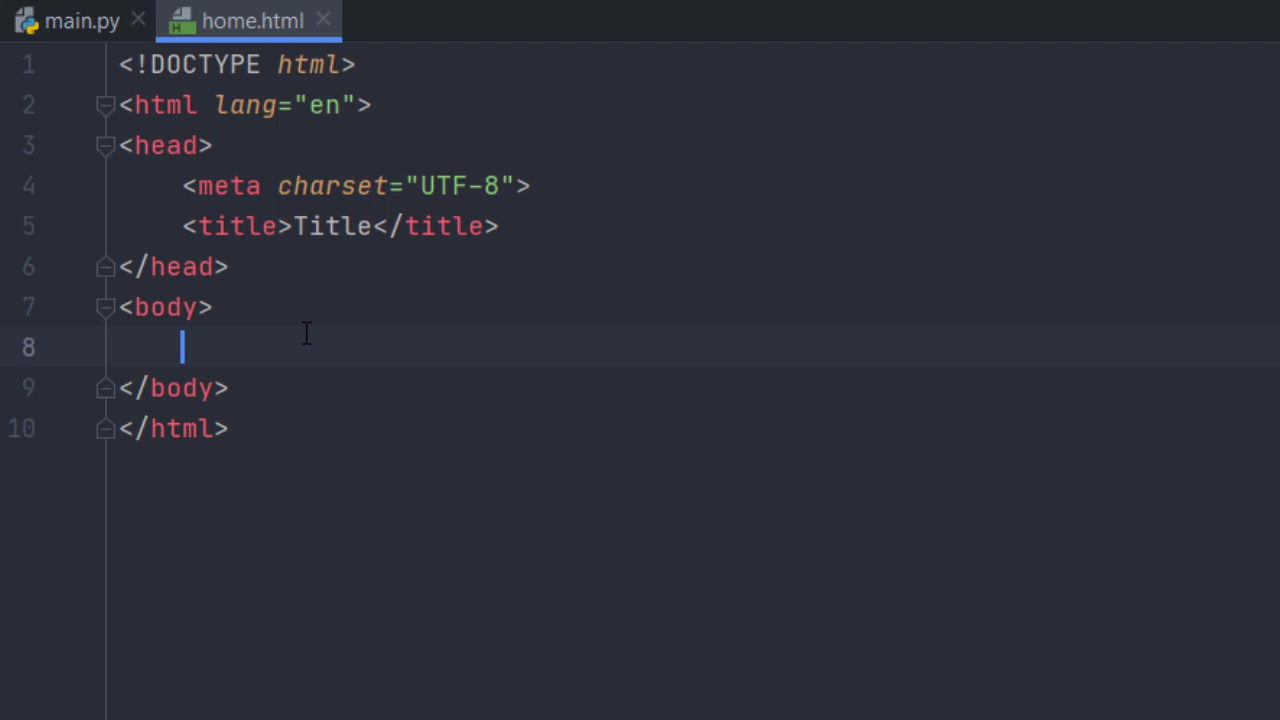 main.py home.html
1 <!DOCTYPE html>
2 <html lang="en">
3 <head>
4     <meta charset="UTF-8">
5     <title>Title</title>
6 </head>
7 <body>
8
9 </body>
10 </html>